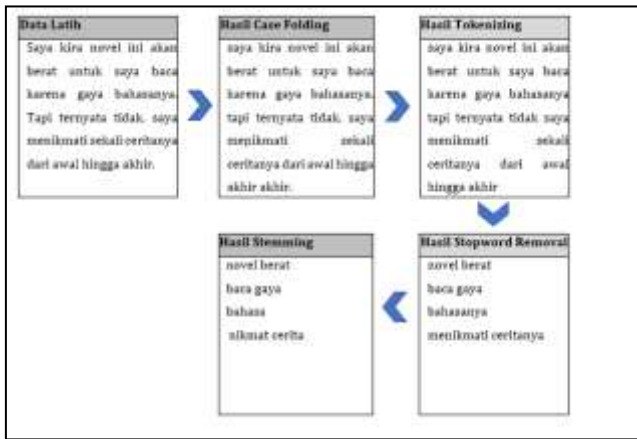 Data Latih
Saya kira novel ini akan
berat untuk saya baca
karena gaya bahasanya.
Tapi ternyata tidak, saya
menikmati sekali ceritanya
dari awal hingga akhir.
Hasil Case Folding
saya kira novel ini akan
berat untuk saya baca
karena gaya bahasanya.
tapi ternyata tidak, saya
menikmati sekali
ceritanya dari awal hingga
akhir akhir.
Hasil Tokenizing
saya kira novel ini akan
berat untuk saya baca
karena gaya bahasanya
tapi ternyata tidak saya
menikmati sekali
ceritanya dari awal
hingga akhir
Hasil Stopword Removal
novel berat
baca gaya
bahasanya
menikmati ceritanya
Hasil Stemming
novel berat
baca gaya
bahasa
nikmat cerita